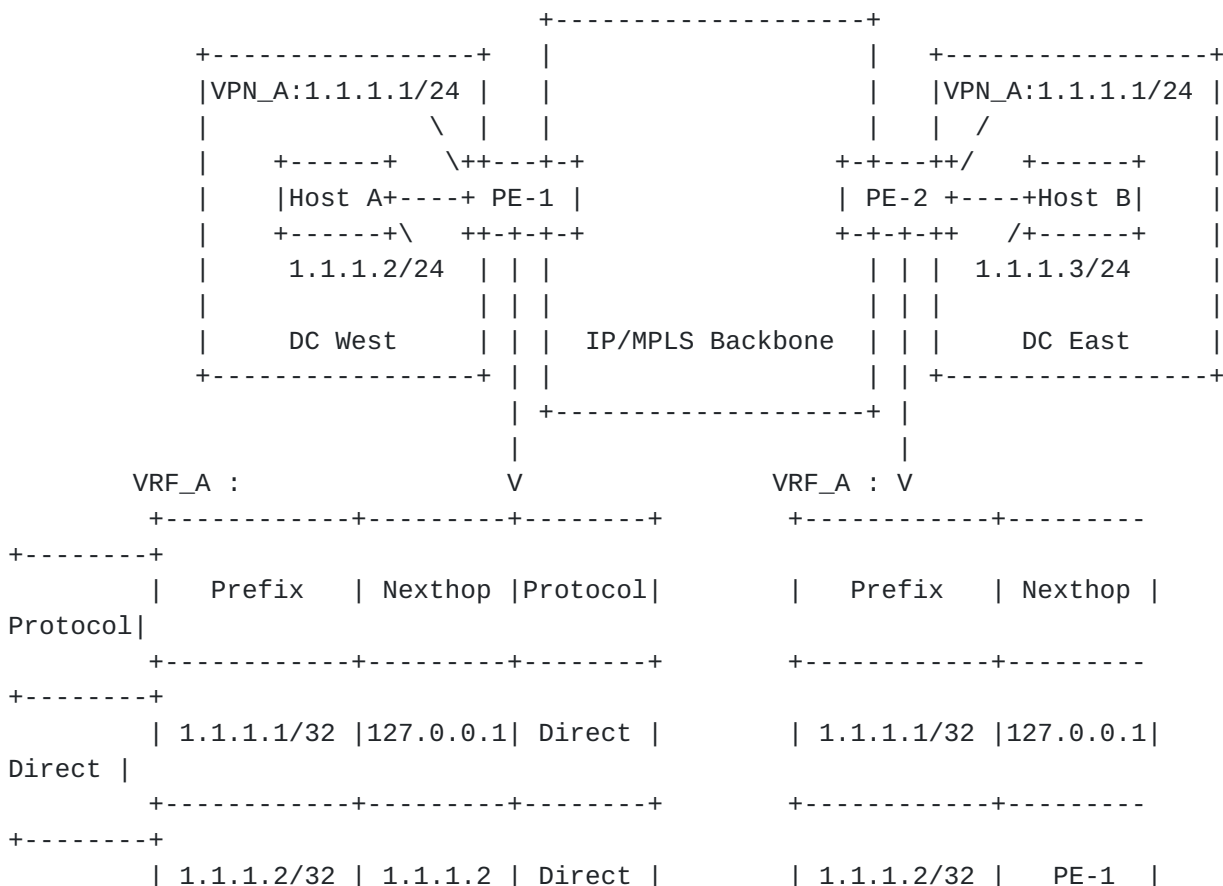 +--------------------+
            +-----------------+    |                    |    +-----------------+
            |VPN_A:1.1.1.1/24 |    |                    |    |VPN_A:1.1.1.1/24 |
            |              \  |    |                    |    |  /              |
            |    +------+   \++---+-+                +-+---++/   +------+    |
            |    |Host A+----+ PE-1 |                | PE-2 +----+Host B|    |
            |    +------+\   ++-+-+-+                +-+-+-++   /+------+    |
            |     1.1.1.2/24  | | |                    | | |  1.1.1.3/24     |
            |                 | | |                    | | |                 |
            |     DC West     | | |  IP/MPLS Backbone  | | |     DC East     |
            +-----------------+ | |                    | | +-----------------+
                                | +--------------------+ |
                                |                        |
        VRF_A :                 V                VRF_A : V
         +------------+---------+--------+        +------------+---------
+--------+
         |   Prefix   | Nexthop |Protocol|        |   Prefix   | Nexthop |
Protocol|
         +------------+---------+--------+        +------------+---------
+--------+
         | 1.1.1.1/32 |127.0.0.1| Direct |        | 1.1.1.1/32 |127.0.0.1|
Direct |
         +------------+---------+--------+        +------------+---------
+--------+
         | 1.1.1.2/32 | 1.1.1.2 | Direct |        | 1.1.1.2/32 |   PE-1  |